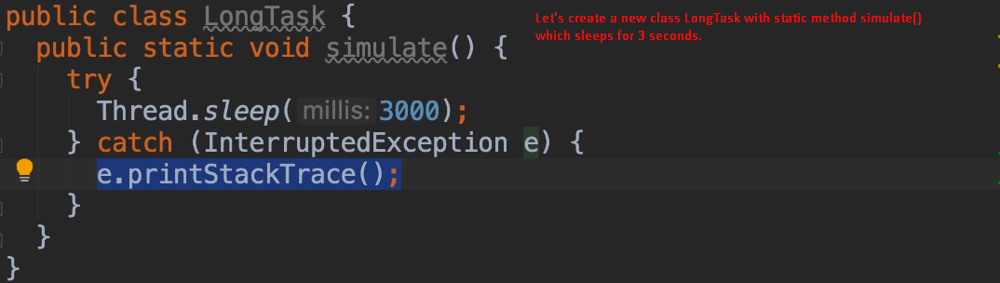 public class LongTask {
Let's create a new class LongTask with static method simulate()
which sleeps for 3 seconds.
public static void simulate() {
try {
Thread.sleep( millis: 3000);
} catch (InterruptedException e) {
e.printStackTrace();
}
}
}